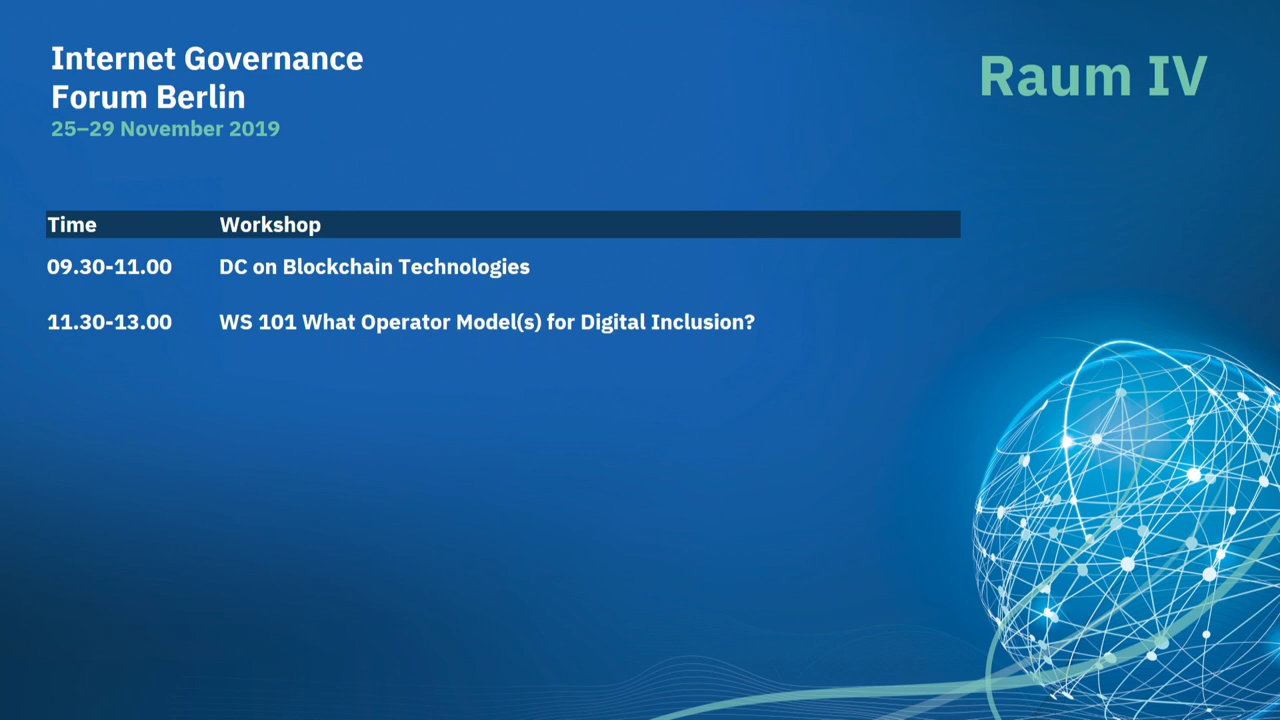 Internet Governance
Forum Berlin
25–29 November 2019
Raum IV
Time Workshop
09.30-11.00 DC on Blockchain Technologies
11.30-13.00 WS 101 What Operator Model(s) for Digital Inclusion?